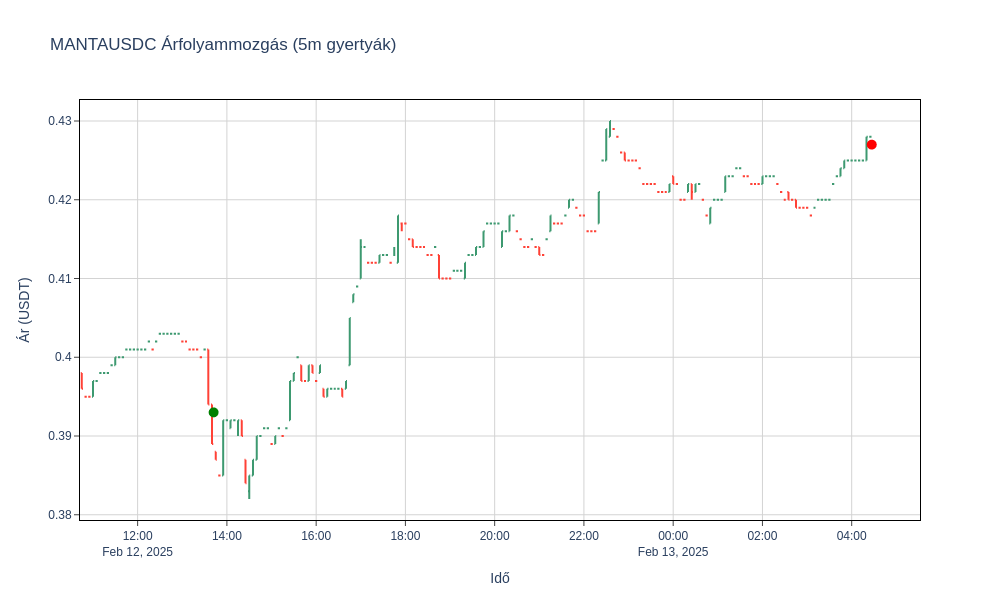 MANTAUSDC Árfolyammozgás (5m gyertyák)
0.43
0.42
0.41
0.4
0.39
0.38
Ár (USDT)
12:00 14:00 16:00 18:00 20:00 22:00 00:00 02:00 04:00
Feb 12, 2025 Feb 13, 2025
Idő